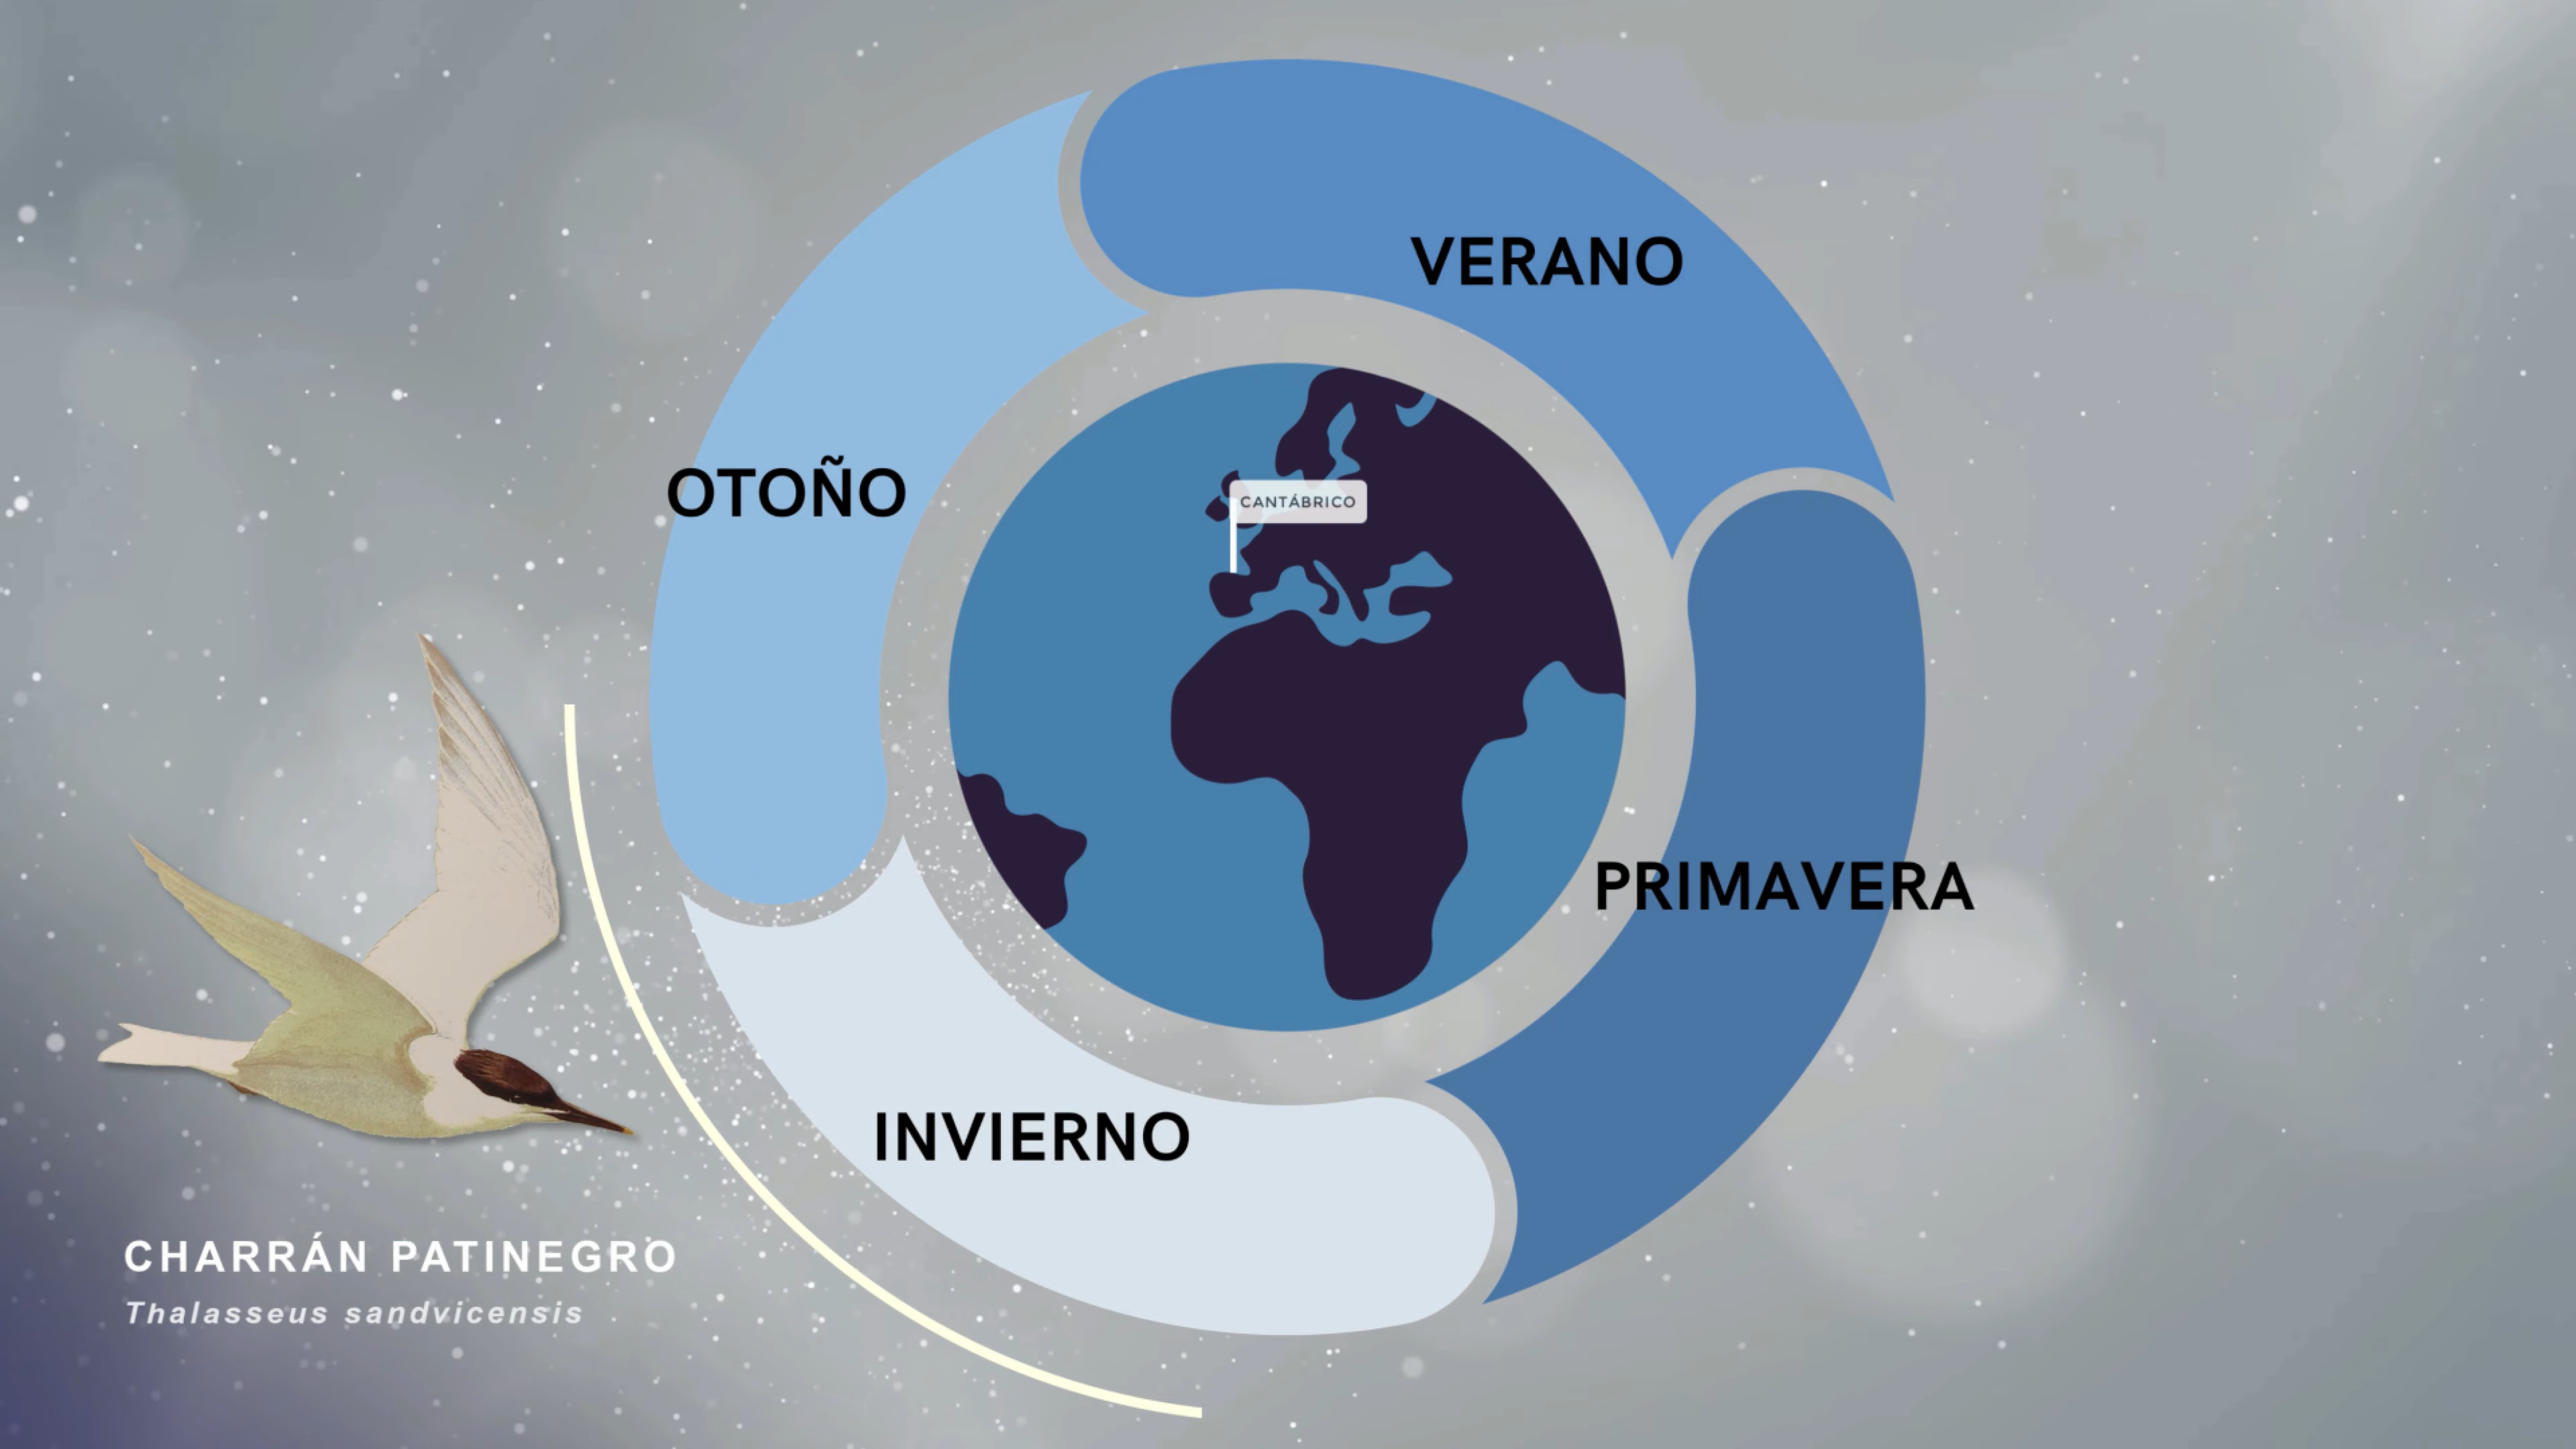 VERANO
OTOÑO
CANTÁBRICO
PRIMAVERA
INVIERNO
CHARRÁN PATINEGRO
Thalasseus sandvicensis